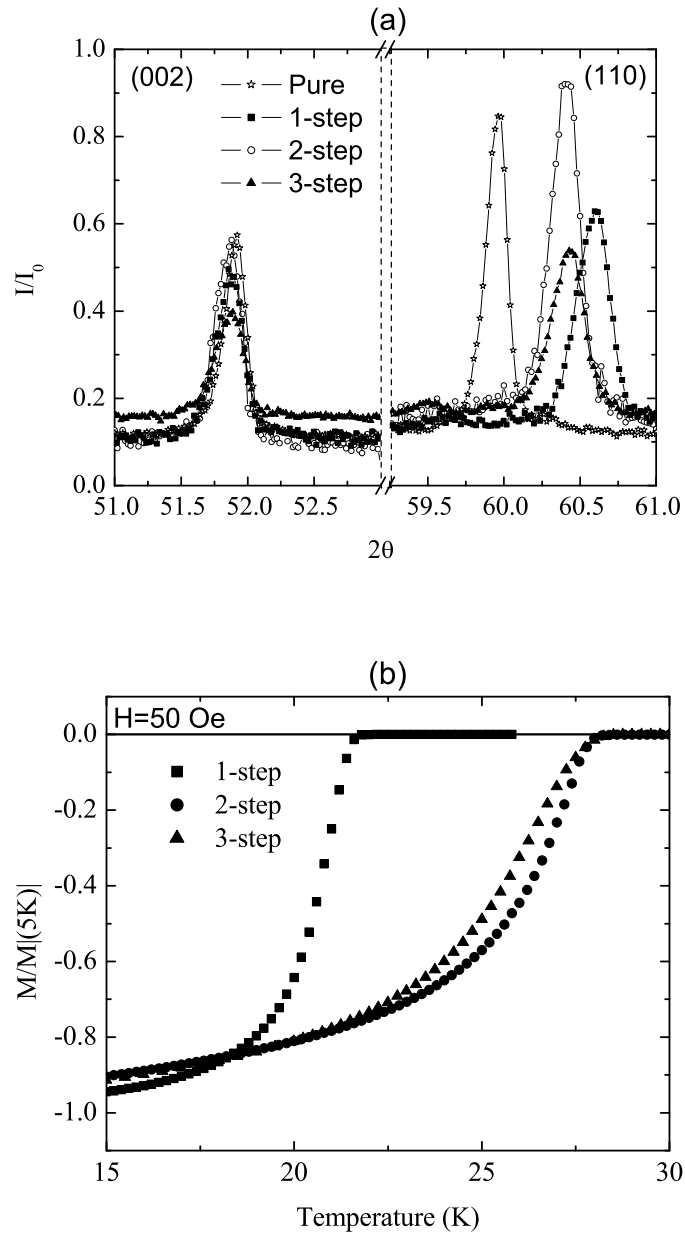 (a)
(002)
(110)
Pure
1-step
2-step
3-step
I/I0
1.0
0.8
0.6
0.4
0.2
0.0
51.0 51.5 52.0 52.5 59.5 60.0 60.5 61.0
2θ
(b)
H=50 Oe
1-step
2-step
3-step
M/M|(5K)|
0.0
-0.2
-0.4
-0.6
-0.8
-1.0
15 20 25 30
Temperature (K)